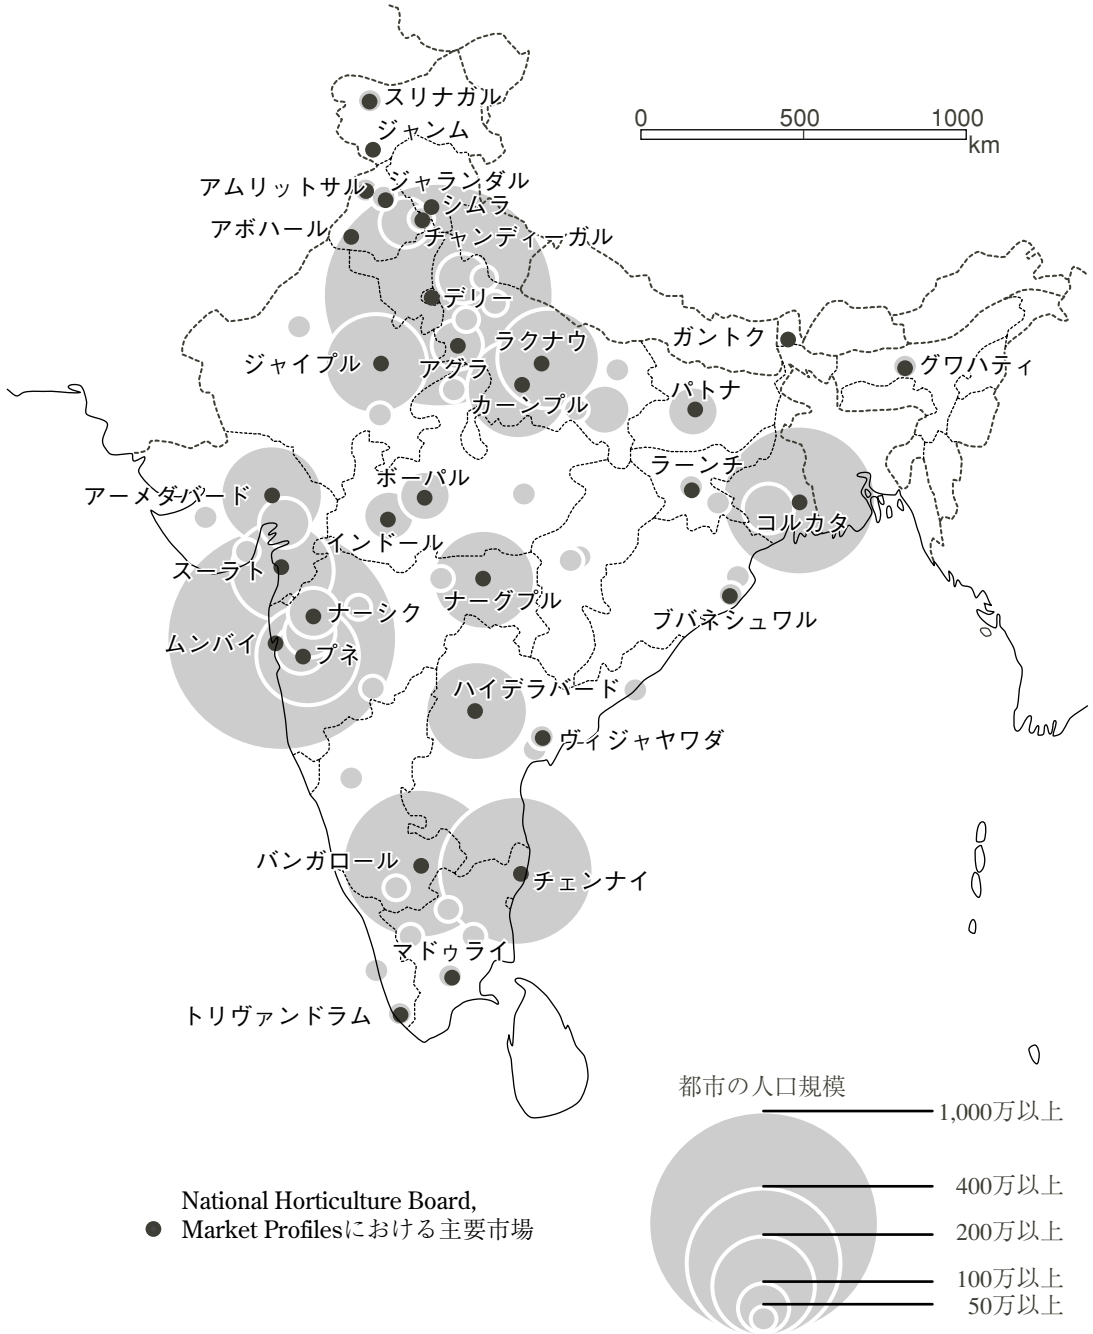 スリナガル
0 500 1000
km
ジャンム
アムリットサル
ジャランダル
シムラ
アボハール
チャンディーガル
デリー
ラクナウ
ガントク
ジャイプル
アグラ
グワハティ
カーンプル
パトナ
ラーンチ
ボーパル
アーメダバード
コルカタ
インドール
スーラト
ナーグプル
ナーシク
ブバネシュワル
ムンバイ
プネ
ハイデラバード
ヴィジャヤワダ
バンガロール
チェンナイ
マドゥライ
トリヴァンドラム
都市の人口規模
1,000万以上
400万以上
200万以上
100万以上
50万以上
National Horticulture Board,
Market Profilesにおける主要市場